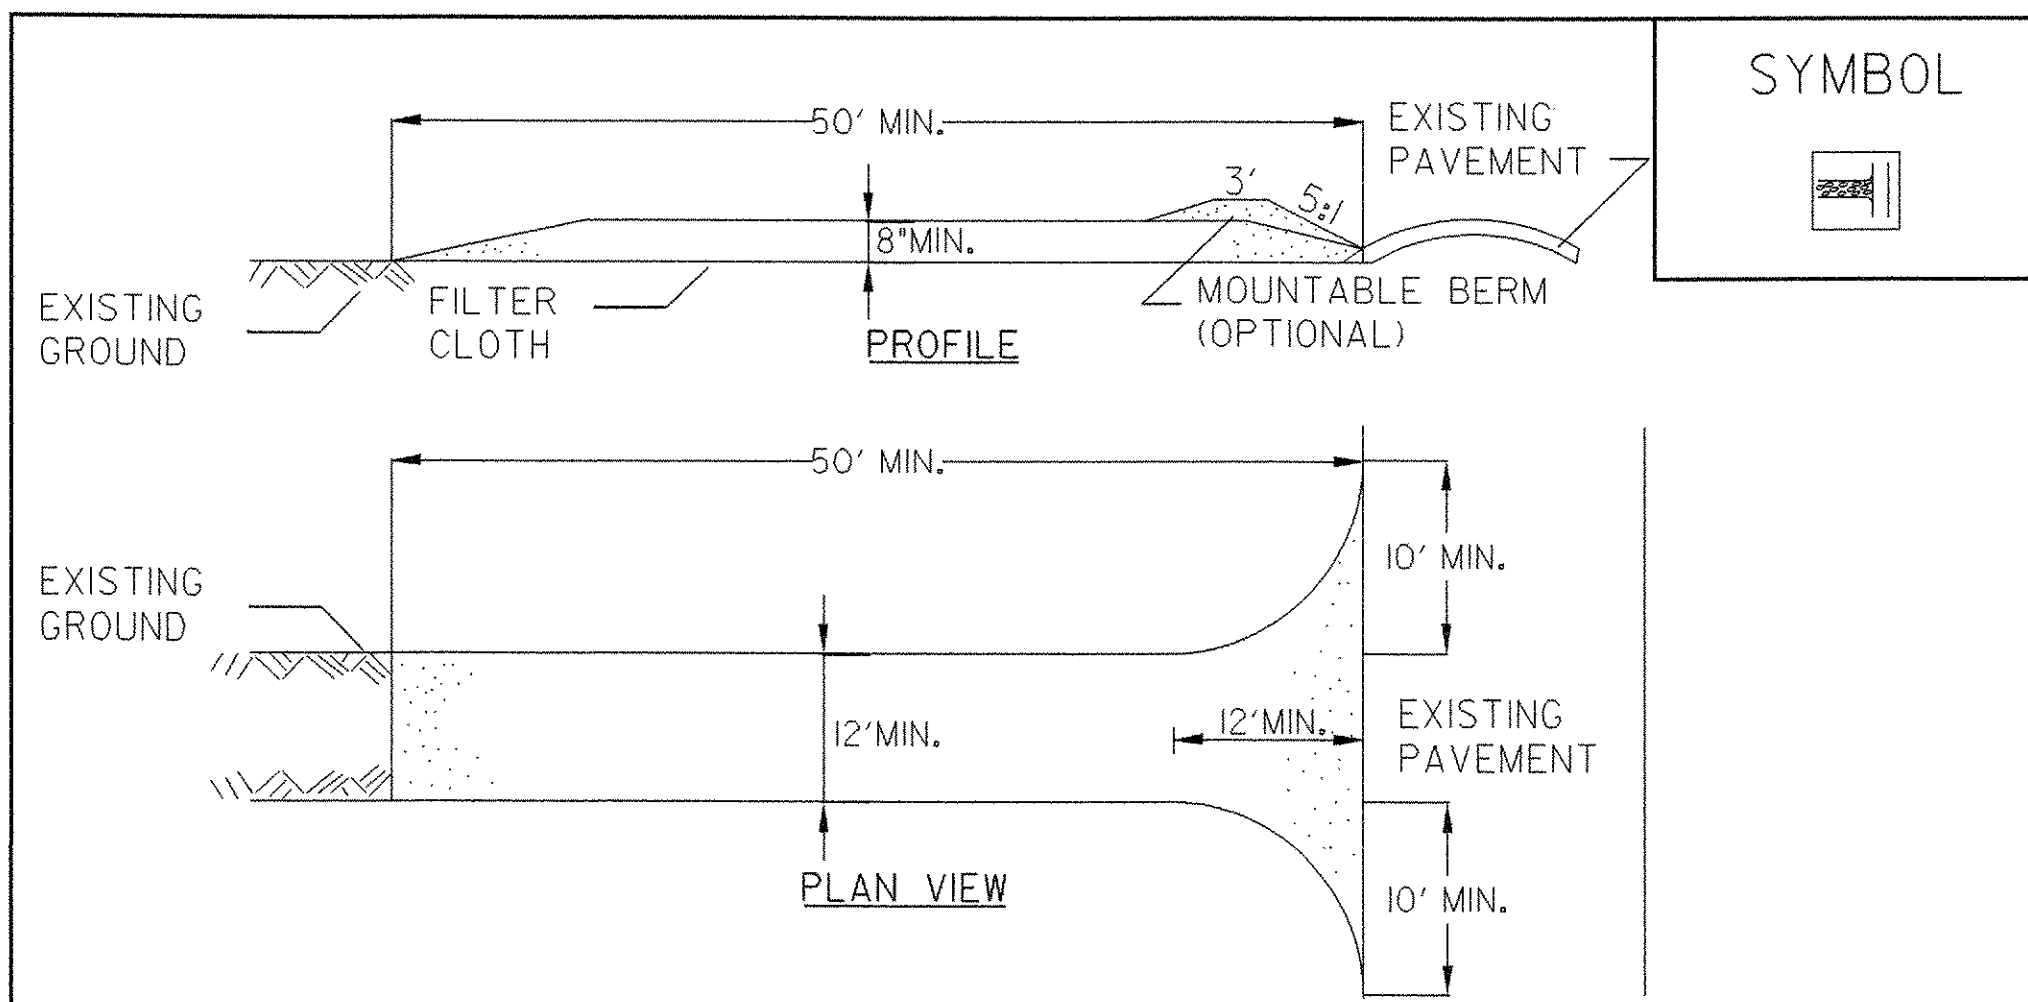 SYMBOL
50' MIN.
EXISTING
PAVEMENT
3'
5:1
8"MIN.
EXISTING
GROUND
FILTER
CLOTH
MOUNTABLE BERM
(OPTIONAL)
PROFILE
50' MIN.
10' MIN.
EXISTING
GROUND
12'MIN.
12'MIN.
EXISTING
PAVEMENT
PLAN VIEW
10' MIN.